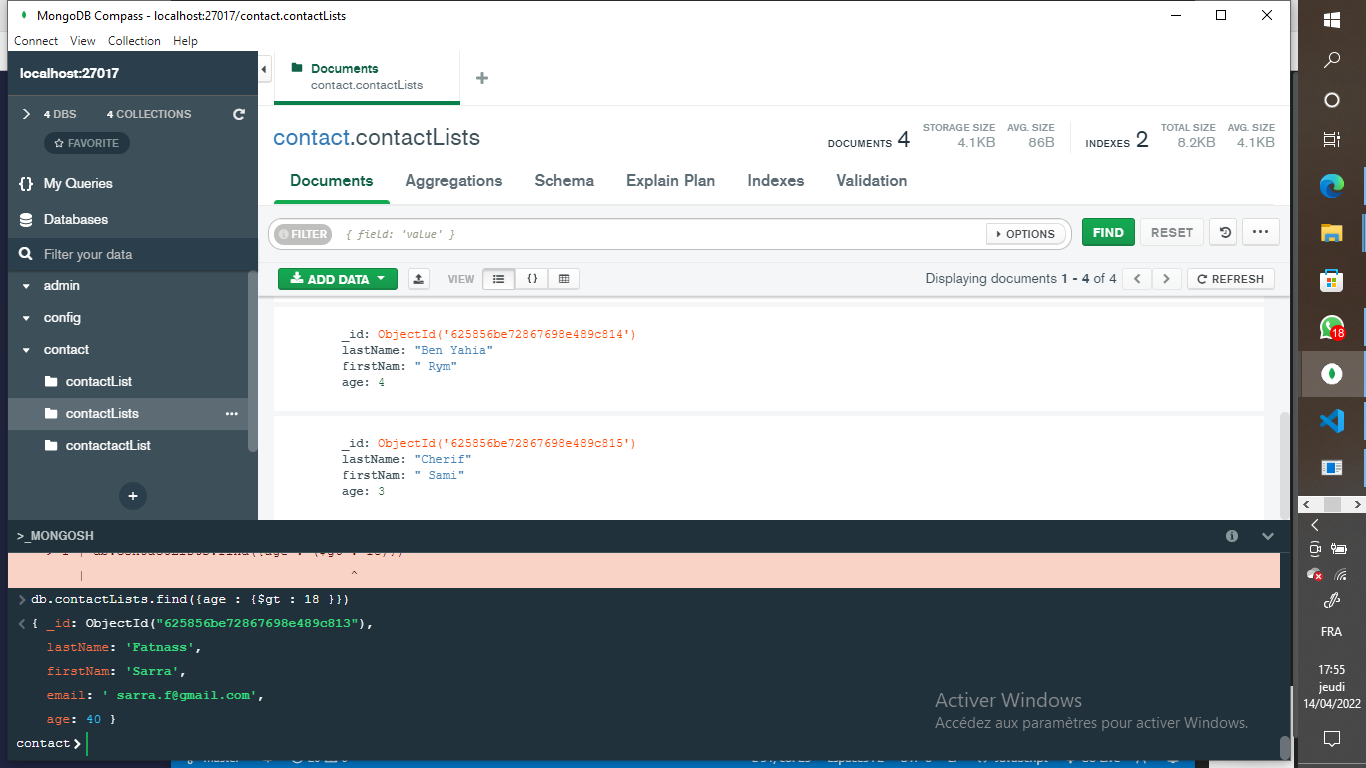 MongoDB Compass - localhost:27017/contact.contactLists
Connect View Collection Help
localhost:27017
4 DBS 4 COLLECTIONS
FAVORITE
{} My Queries
Databases
Filter your data
admin
config
contact
contactList
contactLists
contactactList
Documents
contact.contactLists
contact.contactLists
DOCUMENTS 4
STORAGE SIZE
4.1KB
AVG. SIZE
86B
INDEXES 2
TOTAL SIZE
8.2KB
AVG. SIZE
4.1KB
Documents Aggregations Schema Explain Plan Indexes Validation
FILTER { field: 'value' } OPTIONS FIND RESET
ADD DATA VIEW {} Displaying documents 1 - 4 of 4 REFRESH
_id: ObjectId('625856be72867698e489c814')
lastName: "Ben Yahia"
firstNam: " Rym"
age: 4
_id: ObjectId('625856be72867698e489c815')
lastName: "Cherif"
firstNam: " Sami"
age: 3
>_MONGOSH
| ^
db.contactLists.find({age : {$gt : 18 }})
{ _id: ObjectId("625856be72867698e489c813"),
lastName: 'Fatnass',
firstNam: 'Sarra',
email: ' sarra.f@gmail.com',
age: 40 }
contact>
Activer Windows
Accédez aux paramètres pour activer Windows.
18
FRA
17:55
jeudi
14/04/2022